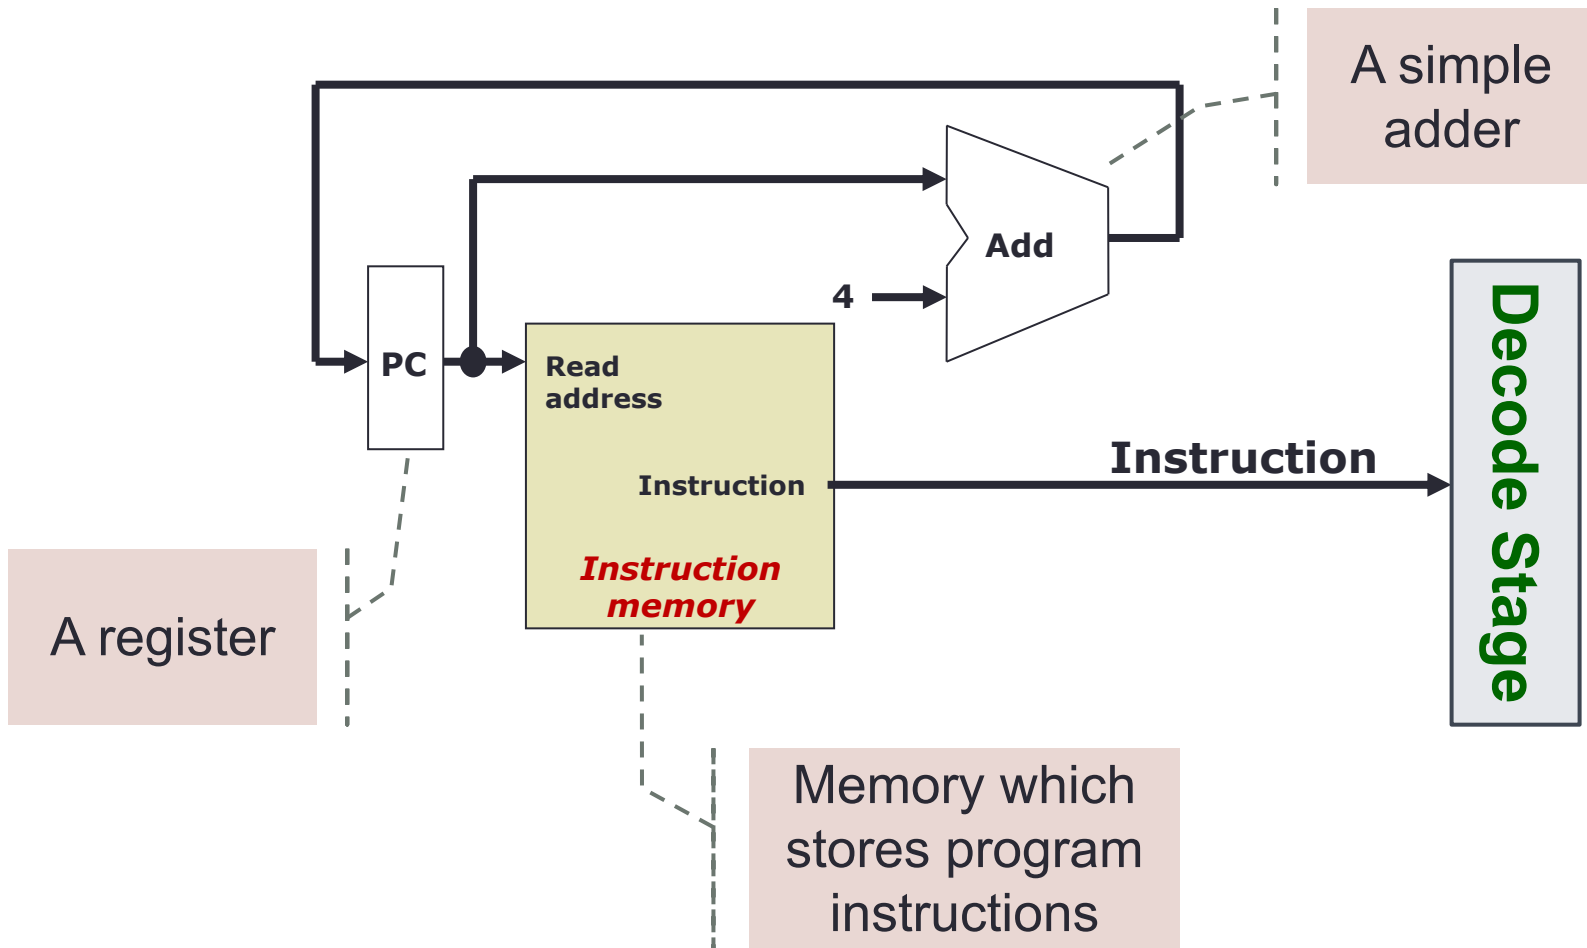 A simple
adder
Add
4
PC
Read
address
Instruction
Instruction
Instruction
memory
Decode Stage
A register
Memory which
stores program
instructions